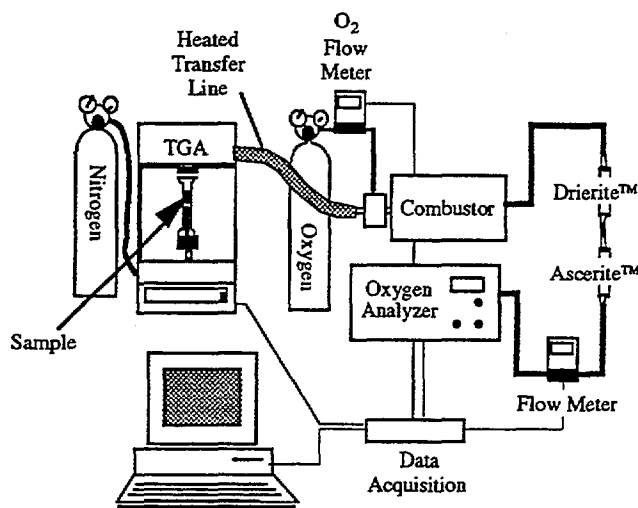 O2
Flow
Meter
Heated
Transfer
Line
TGA
Nitrogen
Oxygen
Combustor
Drierite™
Oxygen
Analyzer
Ascerite™
Sample
Flow Meter
Data
Acquisition